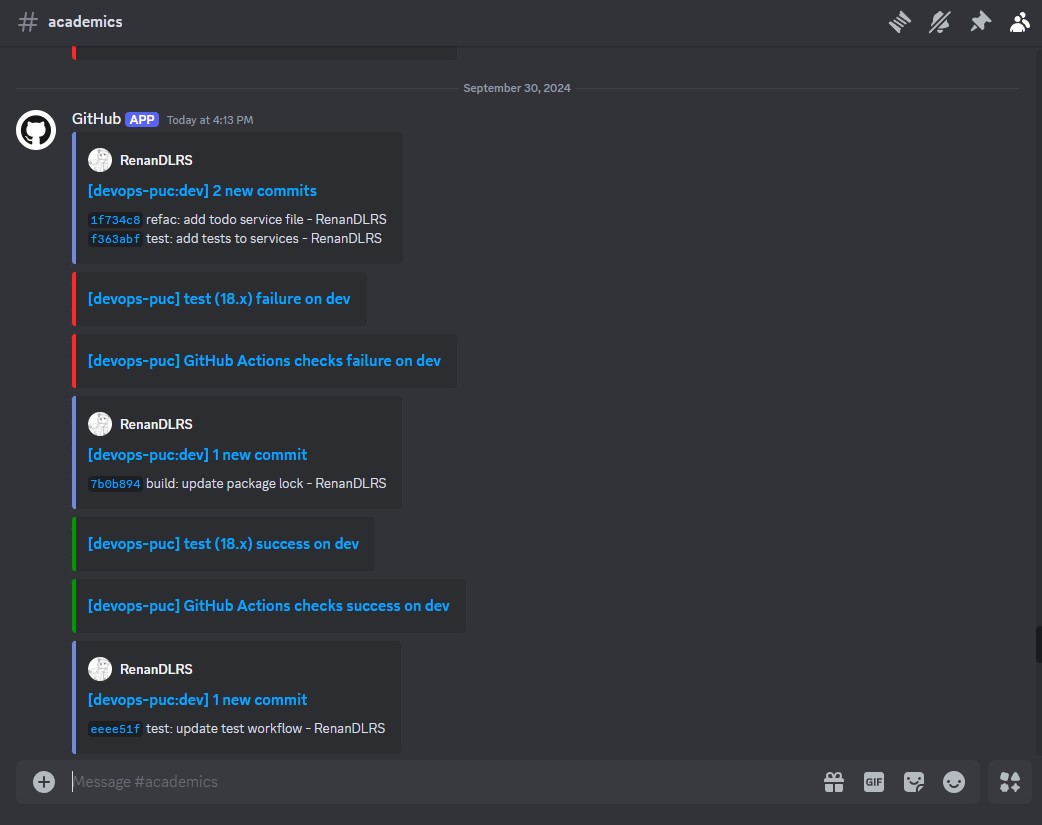 academics
September 30, 2024
GitHub APP Today at 4:13 PM
RenanDLRS
[devops-puc:dev] 2 new commits
1f734c8 refac: add todo service file - RenanDLRS
f363abf test: add tests to services - RenanDLRS
[devops-puc] test (18.x) failure on dev
[devops-puc] GitHub Actions checks failure on dev
RenanDLRS
[devops-puc:dev] 1 new commit
7b0b894 build: update package lock - RenanDLRS
[devops-puc] test (18.x) success on dev
[devops-puc] GitHub Actions checks success on dev
RenanDLRS
[devops-puc:dev] 1 new commit
eeee51f test: update test workflow - RenanDLRS
Message #academics
GIF